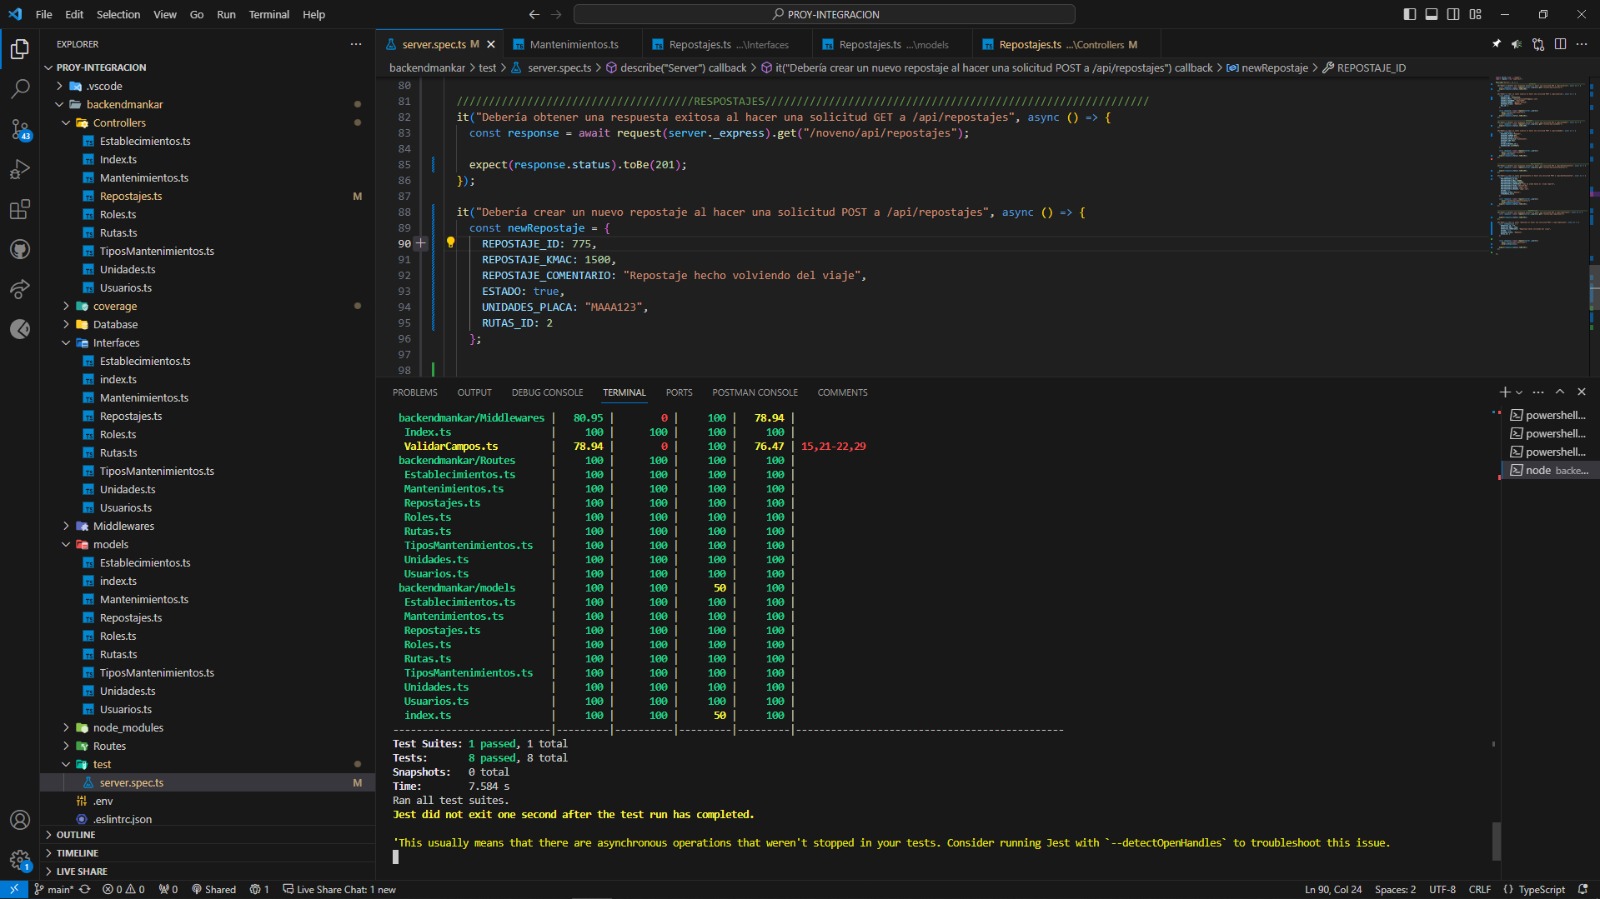 File Edit Selection View Go Run Terminal Help
PROY-INTEGRACION
EXPLORER
PROY-INTEGRACION
.vscode
backendmankar
Controllers
Establecimientos.ts
Index.ts
Mantenimientos.ts
Repostajes.ts M
Roles.ts
Rutas.ts
TiposMantenimientos.ts
Unidades.ts
Usuarios.ts
coverage
Database
Interfaces
Establecimientos.ts
index.ts
Mantenimientos.ts
Repostajes.ts
Roles.ts
Rutas.ts
TiposMantenimientos.ts
Unidades.ts
Usuarios.ts
Middlewares
models
Establecimientos.ts
index.ts
Mantenimientos.ts
Repostajes.ts
Roles.ts
Rutas.ts
TiposMantenimientos.ts
Unidades.ts
Usuarios.ts
node_modules
Routes
test
server.spec.ts M
.env
.eslintrc.json
OUTLINE
TIMELINE
LIVE SHARE
43
1
server.spec.ts M Mantenimientos.ts Repostajes.ts ...\Interfaces Repostajes.ts ...\models Repostajes.ts ...\Controllers M
backendmankar > test > server.spec.ts > describe("Server") callback > it("Debería crear un nuevo repostaje al hacer una solicitud POST a /api/repostajes") callback > newRepostaje > REPOSTAJE_ID
80
81 /////////////////////////////////////RESPOSTAJES////////////////////////////////////////////////////////////
82 it("Debería obtener una respuesta exitosa al hacer una solicitud GET a /api/repostajes", async () => {
83 const response = await request(server._express).get("/noveno/api/repostajes");
84
85 expect(response.status).toBe(201);
86 });
87
88 it("Debería crear un nuevo repostaje al hacer una solicitud POST a /api/repostajes", async () => {
89 const newRepostaje = {
90 REPOSTAJE_ID: 775,
91 REPOSTAJE_KMAC: 1500,
92 REPOSTAJE_COMENTARIO: "Repostaje hecho volviendo del viaje",
93 ESTADO: true,
94 UNIDADES_PLACA: "MAAA123",
95 RUTAS_ID: 2
96 };
97
98
PROBLEMS OUTPUT DEBUG CONSOLE TERMINAL PORTS POSTMAN CONSOLE COMMENTS
backendmankar/Middlewares | 80.95 | 0 | 100 | 78.94 |
Index.ts | 100 | 100 | 100 | 100 |
ValidarCampos.ts | 78.94 | 0 | 100 | 76.47 | 15,21-22,29
backendmankar/Routes | 100 | 100 | 100 | 100 |
Establecimientos.ts | 100 | 100 | 100 | 100 |
Mantenimientos.ts | 100 | 100 | 100 | 100 |
Repostajes.ts | 100 | 100 | 100 | 100 |
Roles.ts | 100 | 100 | 100 | 100 |
Rutas.ts | 100 | 100 | 100 | 100 |
TiposMantenimientos.ts | 100 | 100 | 100 | 100 |
Unidades.ts | 100 | 100 | 100 | 100 |
Usuarios.ts | 100 | 100 | 100 | 100 |
backendmankar/models | 100 | 100 | 50 | 100 |
Establecimientos.ts | 100 | 100 | 100 | 100 |
Mantenimientos.ts | 100 | 100 | 100 | 100 |
Repostajes.ts | 100 | 100 | 100 | 100 |
Roles.ts | 100 | 100 | 100 | 100 |
Rutas.ts | 100 | 100 | 100 | 100 |
TiposMantenimientos.ts | 100 | 100 | 100 | 100 |
Unidades.ts | 100 | 100 | 100 | 100 |
Usuarios.ts | 100 | 100 | 100 | 100 |
index.ts | 100 | 100 | 50 | 100 |
-------------------------|---------|----------|---------|---------|-------------------------------------------
Test Suites: 1 passed, 1 total
Tests: 8 passed, 8 total
Snapshots: 0 total
Time: 7.584 s
Ran all test suites.
Jest did not exit one second after the test run has completed.
'This usually means that there are asynchronous operations that weren't stopped in your tests. Consider running Jest with `--detectOpenHandles` to troubleshoot this issue.
powershell...
powershell...
powershell...
node backe...
main* 0 0 0 Shared 1 Live Share Chat: 1 new Ln 90, Col 24 Spaces: 2 UTF-8 CRLF {} TypeScript